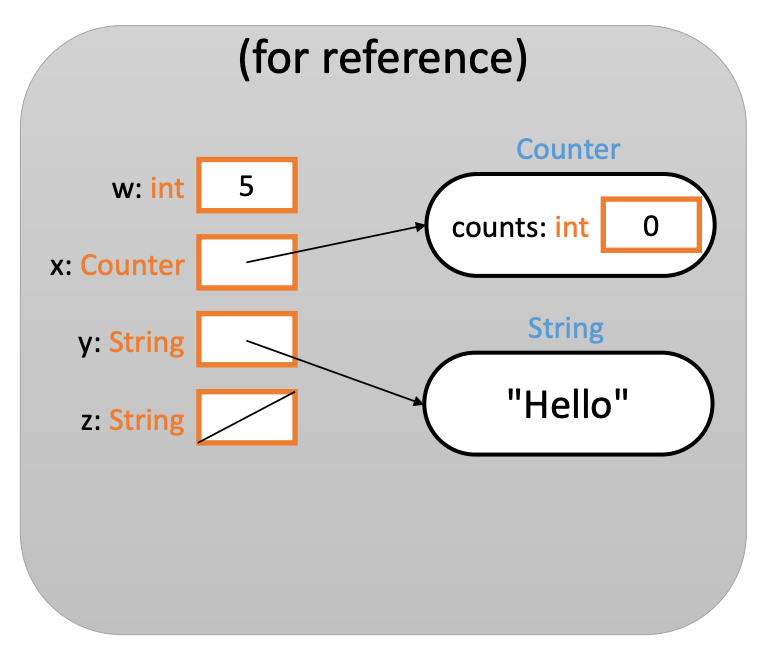 (for reference)
w: int 5
x: Counter
y: String
z: String
Counter
counts: int 0
String
"Hello"